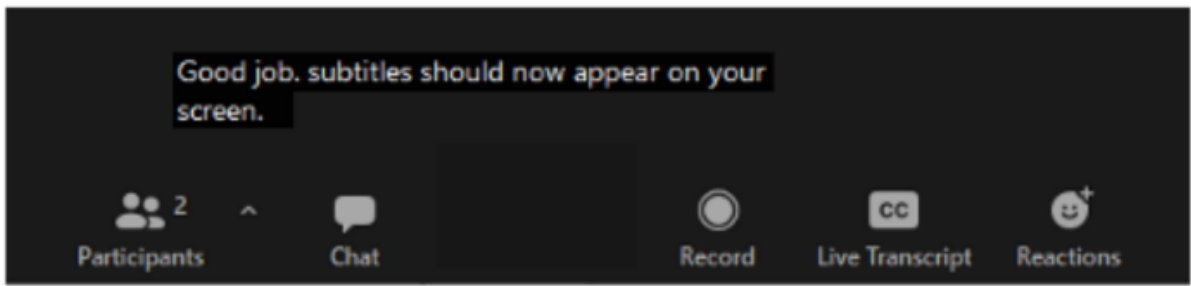 Good job. subtitles should now appear on your
screen.
2
Participants
Chat
Record
CC
Live Transcript
Reactions